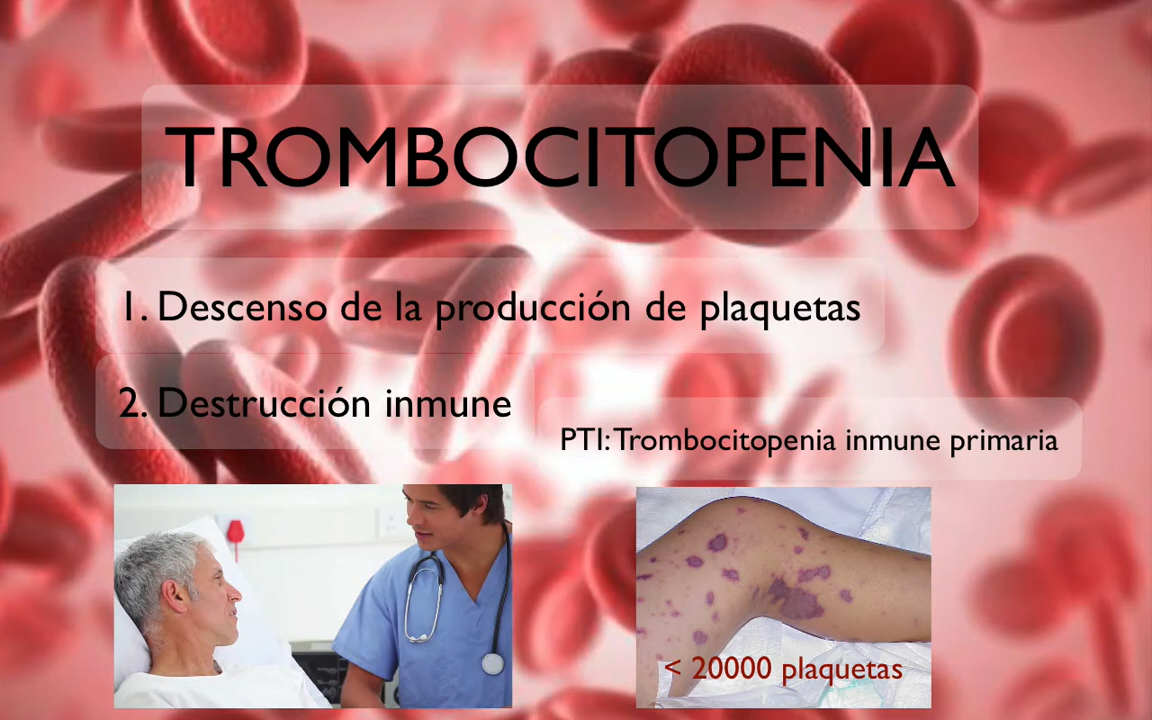 TROMBOCITOPENIA
1. Descenso de la producción de plaquetas
2. Destrucción inmune
PTI: Trombocitopenia inmune primaria
< 20000 plaquetas